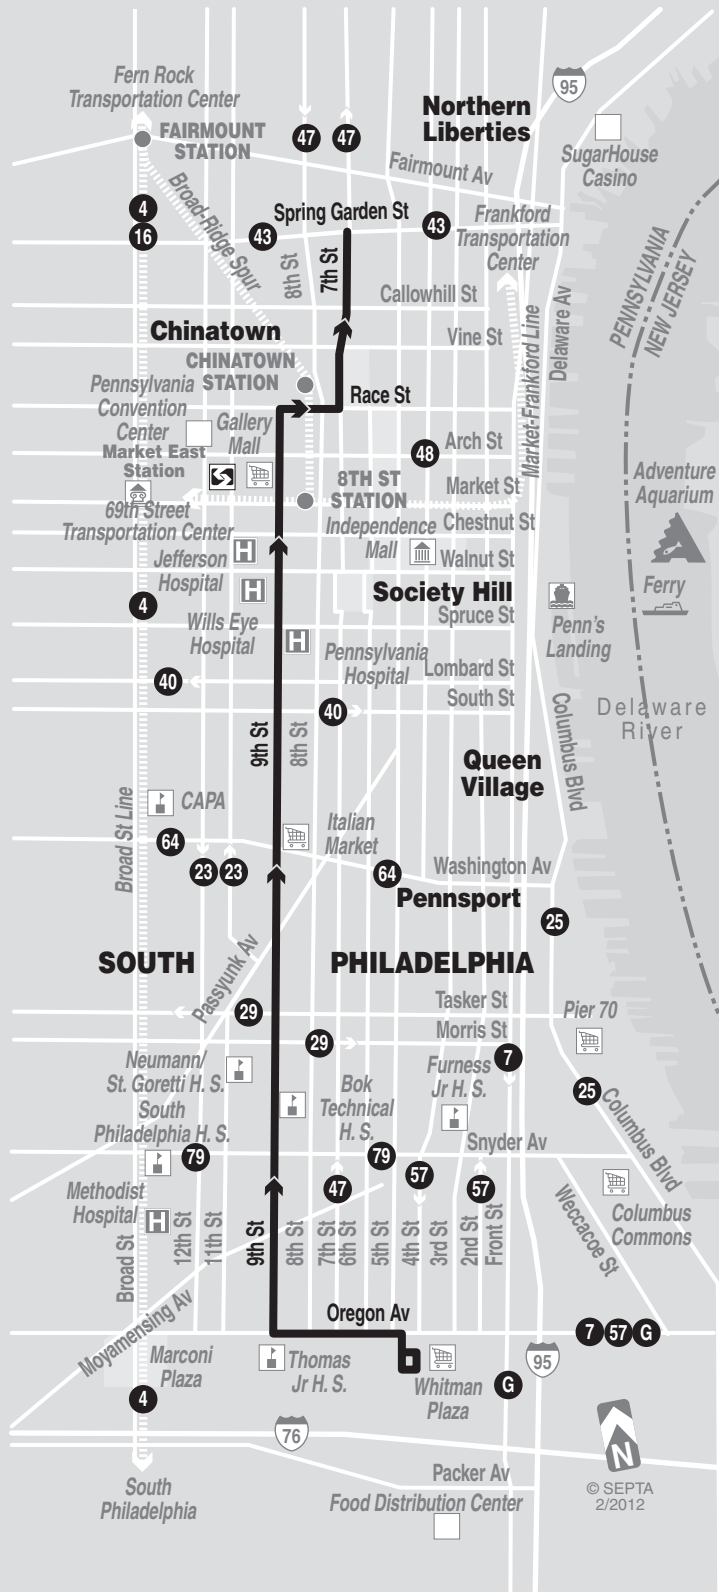 Fern Rock
Transportation Center
95
Northern
Liberties
FAIRMOUNT
STATION
47
47
SugarHouse
Casino
Fairmount Av
Broad-Ridge Spur
4
16
Spring Garden St
43
43
Frankford
Transportation
Center
PENNSYLVANIA
NEW JERSEY
8th St
7th St
Callowhill St
Delaware Av
Market-Frankford Line
Chinatown
Vine St
CHINATOWN
STATION
Pennsylvania
Convention
Center
Race St
Gallery
Mall
Arch St
48
Market East
Station
8TH ST
STATION
Market St
Adventure
Aquarium
69th Street
Transportation Center
Independence
Mall
Chestnut St
Jefferson
Hospital
H
Walnut St
H
4
Society Hill
Ferry
Wills Eye
Hospital
Spruce St
Penn's
Landing
H
Pennsylvania
Hospital
Lombard St
40
South St
40
Columbus Blvd
Delaware
River
9th St
8th St
Queen
Village
Broad St Line
CAPA
Italian
Market
64
64
Washington Av
23
23
Pennsport
25
SOUTH
PHILADELPHIA
Passyunk Av
Tasker St
Pier 70
29
Morris St
29
7
Neumann/
St. Goretti H. S.
Furness
Jr H. S.
Bok
Technical
H. S.
25
Columbus Blvd
South
Philadelphia H. S.
Snyder Av
79
79
57
57
47
Methodist
Hospital
H
Columbus
Commons
Weccacoe St
Broad St
12th St
11th St
9th St
8th St
7th St
6th St
5th St
4th St
3rd St
2nd St
Front St
Oregon Av
7
57
G
Moyamensing Av
Marconi
Plaza
Thomas
Jr H. S.
Whitman
Plaza
95
G
4
76
N
South
Philadelphia
Packer Av
Food Distribution Center
© SEPTA
2/2012